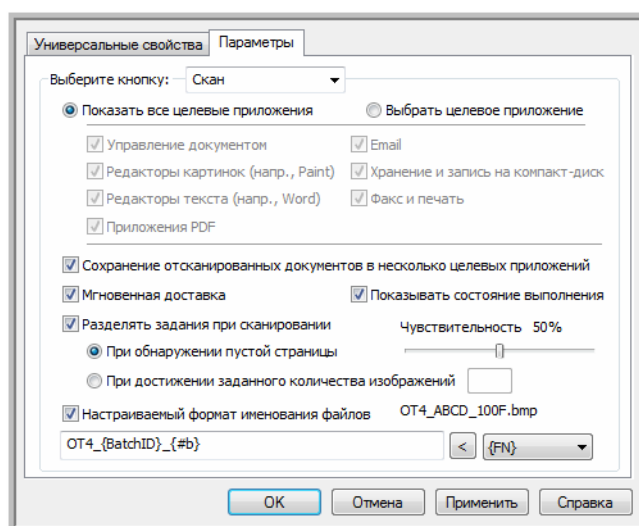 Универсальные свойства Параметры
Выберите кнопку: Скан
Показать все целевые приложения Выбрать целевое приложение
Управление документом Email
Редакторы картинок (напр., Paint) Хранение и запись на компакт-диск
Редакторы текста (напр., Word) Факс и печать
Приложения PDF
Сохранение отсканированных документов в несколько целевых приложений
Мгновенная доставка Показывать состояние выполнения
Разделять задания при сканировании Чувствительность 50%
При обнаружении пустой страницы
При достижении заданного количества изображений
Настраиваемый формат именования файлов OT4_ABCD_100F.bmp
OT4_{BatchID}_{#b} < {FN}
OK Отмена Применить Справка